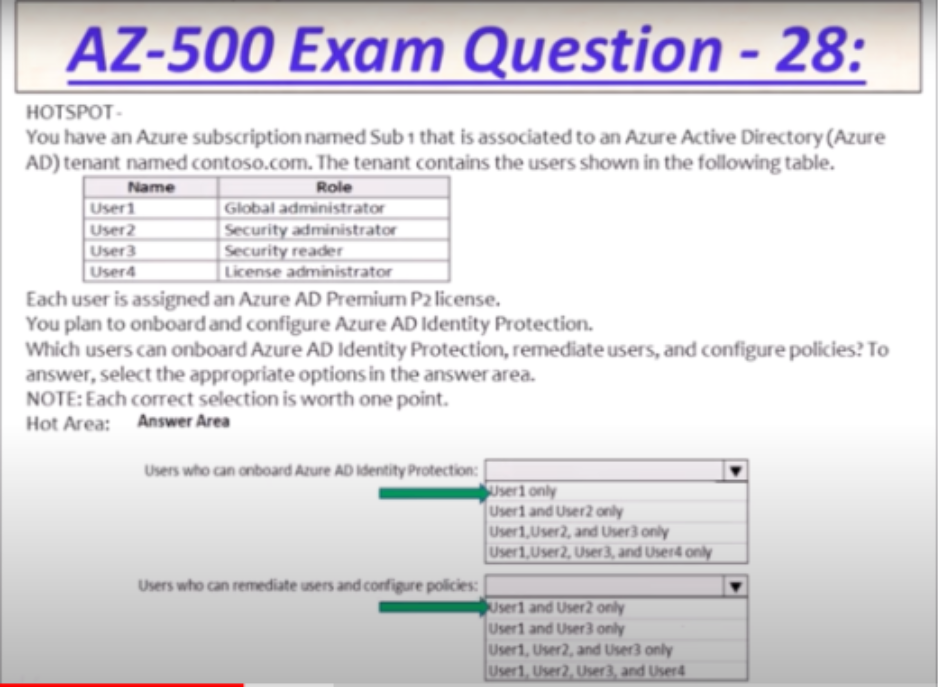 AZ-500 Exam Question - 28:
HOTSPOT-
You have an Azure subscription named Sub 1 that is associated to an Azure Active Directory (Azure
AD) tenant named contoso.com. The tenant contains the users shown in the following table.
Name Role
User1 Global administrator
User2 Security administrator
User3 Security reader
User4 License administrator
Each user is assigned an Azure AD Premium P2 license.
You plan to onboard and configure Azure AD Identity Protection.
Which users can onboard Azure AD Identity Protection, remediate users, and configure policies? To
answer, select the appropriate options in the answer area.
NOTE: Each correct selection is worth one point.
Hot Area: Answer Area
Users who can onboard Azure AD Identity Protection:
User1 only
User1 and User2 only
User1,User2, and User3 only
User1,User2, User3, and User4 only
Users who can remediate users and configure policies:
User1 and User2 only
User1 and User3 only
User1, User2, and User3 only
User1, User2, User3, and User4